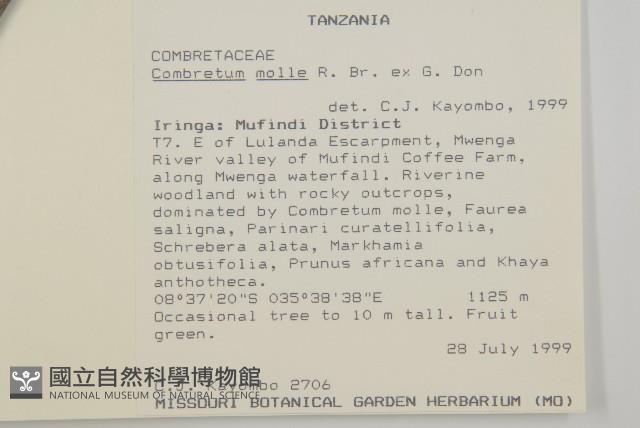 TANZANIA
COMBRETACEAE
Combretum molle R. Br. ex G. Don
det. C.J. Kayombo, 1999
Iringa: Mufindi District
T7. E of Lulanda Escarpment, Mwenga
River valley of Mufindi Coffee Farm,
along Mwenga waterfall. Riverine
woodland with rocky outcrops,
dominated by Combretum molle, Faurea
saligna, Parinari curatellifolia,
Schrebera alata, Markhamia
obtusifolia, Prunus africana and Khaya
anthotheca.
08°37'20"S 035°38'38"E 1125 m
Occasional tree to 10 m tall. Fruit
green.
28 July 1999
國立自然科學博物館
C.J. Kayombo 2706
NATIONAL MUSEUM OF NATURAL SCIENCE
MISSOURI BOTANICAL GARDEN HERBARIUM (MO)